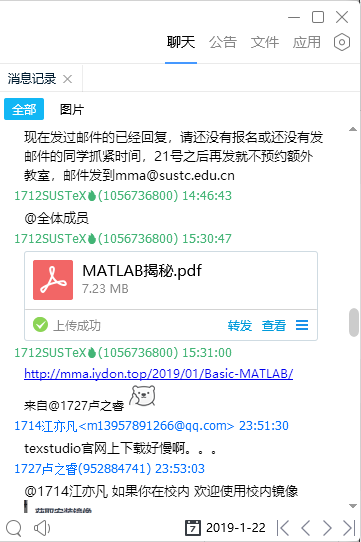 聊天 公告 文件 应用
消息记录
全部 图片
现在发过邮件的已经回复，请还没有报名或还没有发
邮件的同学抓紧时间，21号之后再发就不预约额外
教室，邮件发到mma@sustc.edu.cn
1712SUSTeX(1056736800) 14:46:43
@全体成员
1712SUSTeX(1056736800) 15:30:47
MATLAB揭秘.pdf
7.23 MB
上传成功 转发 查看
1712SUSTeX(1056736800) 15:31:00
http://mma.iydon.top/2019/01/Basic-MATLAB/
来自@1727卢之睿
1714江亦凡<m13957891266@qq.com> 23:51:30
texstudio官网上下载好慢啊。。。
1727卢之睿(952884741) 23:53:03
@1714江亦凡 如果你在校内 欢迎使用校内镜像
获取安装镜像
7 2019-1-22